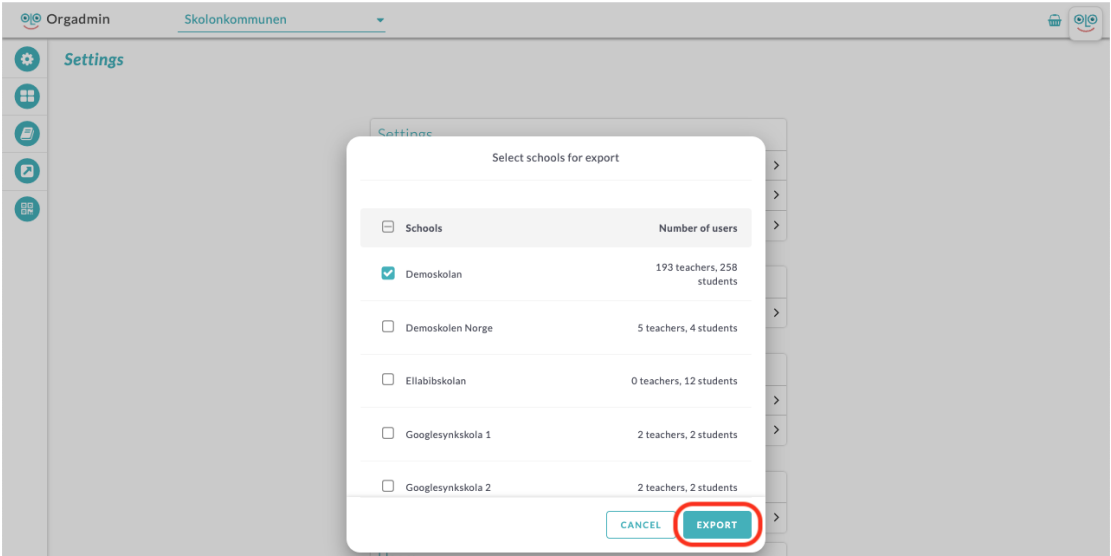 Orgadmin
Skolonkommunen
Settings
Settings
Select schools for export
Schools
Number of users
Demoskolan
193 teachers, 258
students
Demoskolen Norge
5 teachers, 4 students
Ellabibskolan
0 teachers, 12 students
Googlesynkskola 1
2 teachers, 2 students
Googlesynkskola 2
2 teachers, 2 students
CANCEL
EXPORT